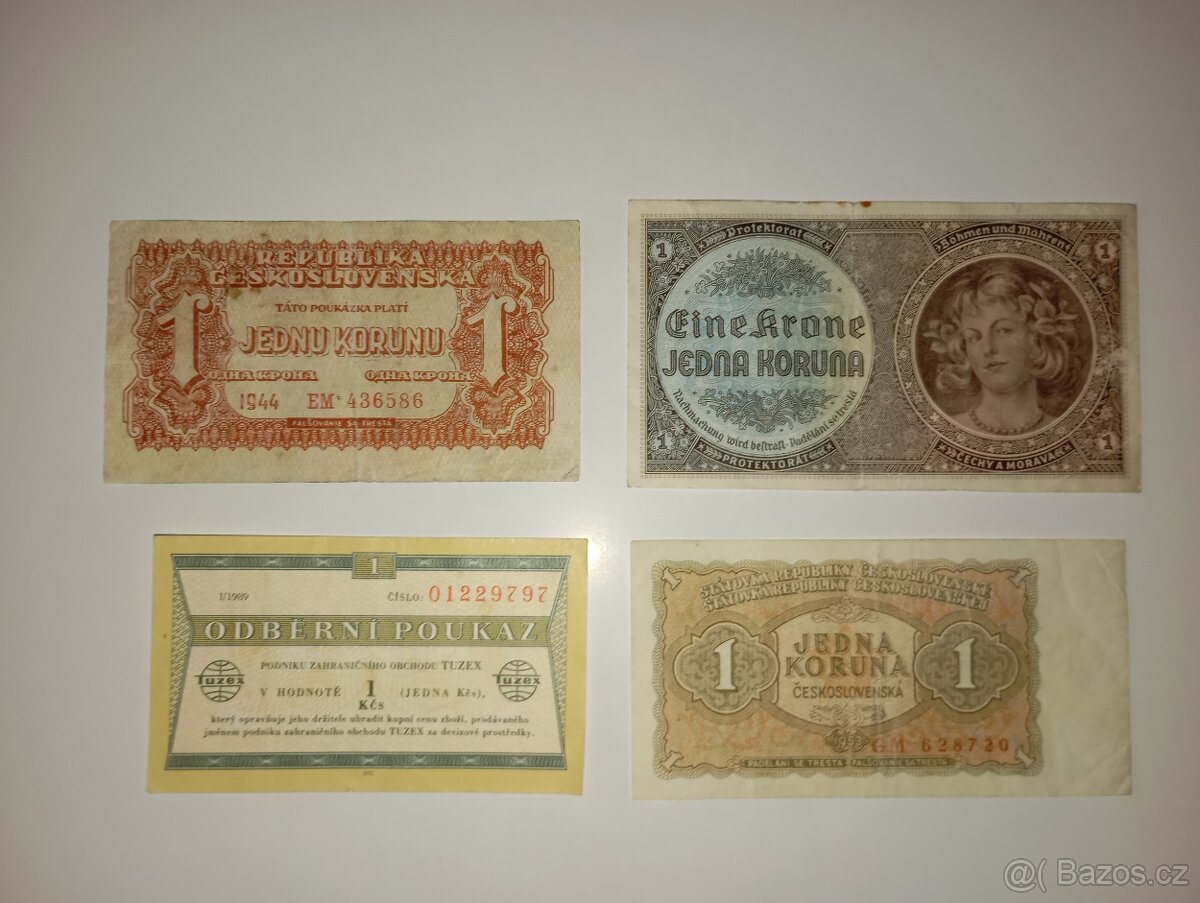 REPUBLIKA
ČESKOSLOVENSKÁ
TÁTO POUKÁZKA PLATÍ
1 JEDNU KORUNU 1
ОДНА КРОНА ОДНА КРОНА
1944 EM 436586
FALŠOVANIE SA TRESTÁ
Protektorat Böhmen und Mähren
1 1
Eine Krone
JEDNA KORUNA
Nachmachung wird bestraft. Padělání se trestá
1 1
PROTEKTORÁT ČECHY A MORAVA
1
I/1989 ČÍSLO: 01229797
ODBĚRNÍ POUKAZ
PODNIKU ZAHRANIČNÍHO OBCHODU TUZEX
Tuzex V HODNOTĚ 1 (JEDNA Kčs), Tuzex
Kčs
který opravňuje jeho držitele uhradit kupní cenu zboží, prodávaného
jménem podniku zahraničního obchodu TUZEX za devizové prostředky.
1 STÁTOVKA REPUBLIKY ČESKOSLOVENSKÉ 1
ŠTÁTOVKA REPUBLIKY ČESKOSLOVENSKEJ
1 JEDNA 1
KORUNA
ČESKOSLOVENSKÁ
1953 GM 628720
PADĚLÁNÍ SE TRESTÁ FALŠOVANIE SA TRESTÁ
@( Bazos.cz